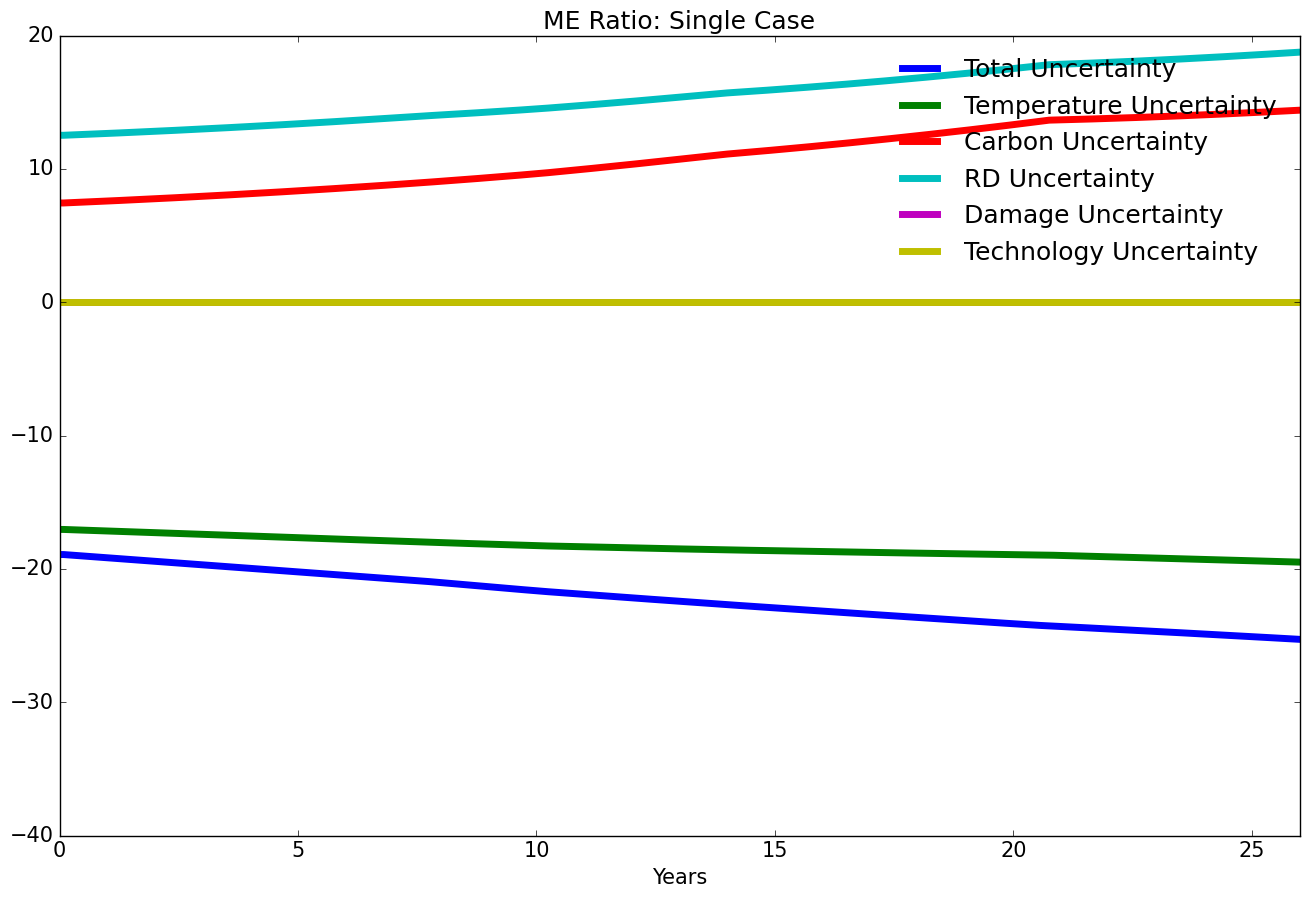 ME Ratio: Single Case
20
10
0
−10
−20
−30
−40
Total Uncertainty
Temperature Uncertainty
Carbon Uncertainty
RD Uncertainty
Damage Uncertainty
Technology Uncertainty
0 5 10 15 20 25
Years